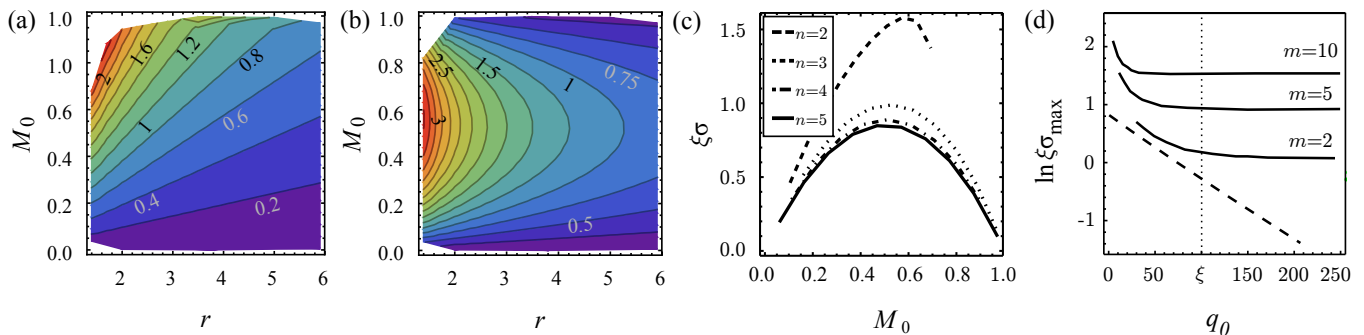 (a)
1.0
0.8
0.6
0.4
0.2
0.0
M0
2
1.6
1.2
0.8
1
0.6
0.4
0.2
2 3 4 5 6
r
(b)
1.0
0.8
0.6
0.4
0.2
0.0
M0
2.5
1.5
1
0.75
3
0.5
2 3 4 5 6
r
(c)
1.5
1.0
0.5
0.0
ξσ
n=2
n=3
n=4
n=5
0.0 0.2 0.4 0.6 0.8 1.0
M0
(d)
2
1
0
-1
ln ξσmax
m=10
m=5
m=2
0 50 ξ 150 200 250
q0